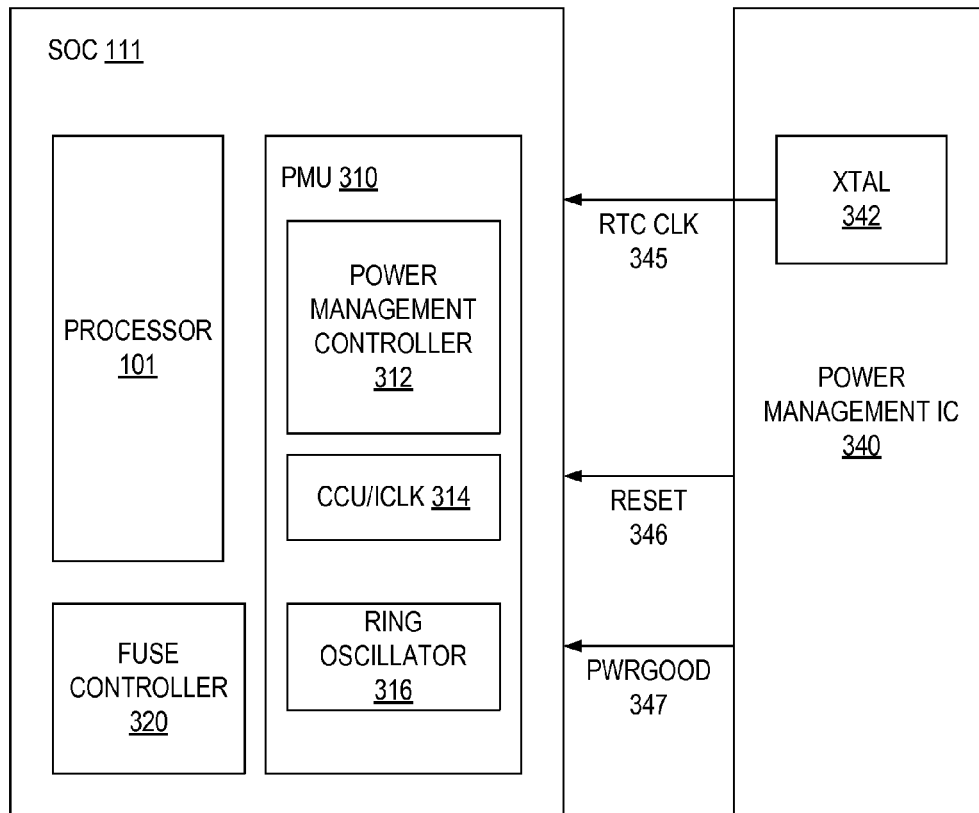 SOC 111
PROCESSOR
101
FUSE
CONTROLLER
320
PMU 310
POWER
MANAGEMENT
CONTROLLER
312
CCU/ICLK 314
RING
OSCILLATOR
316
RTC CLK
345
RESET
346
PWRGOOD
347
XTAL
342
POWER
MANAGEMENT IC
340